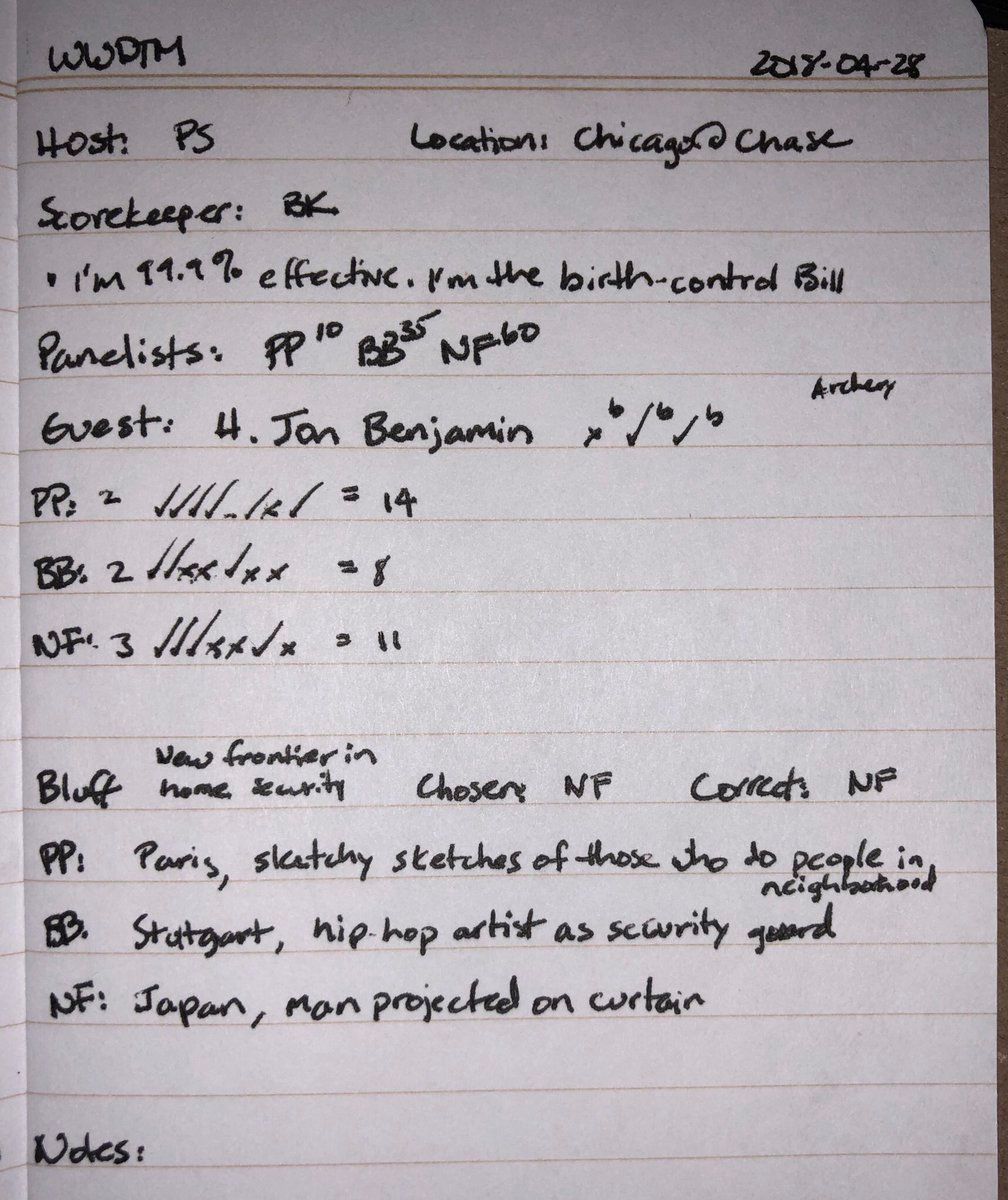 WWDTM 2018-04-28
Host: PS Location: Chicago @ Chase
Scorekeeper: BK
• I'm 99.9% effective. I'm the birth-control Bill
Panelists: PP 10 BB 35 NF 60
Archery
Guest: H. Jon Benjamin x b ✓ b ✓ b
PP: 2 ✓✓✓✓-✓x✓ = 14
BB: 2 ✓✓xx✓xx = 8
NF: 3 ✓✓✓xx✓x = 11
New frontier in
Bluff home security Chosen: NF Correct: NF
PP: Paris, sketchy sketches of those who do people in
neighborhood
BB. Stuttgart, hip-hop artist as security guard
NF: Japan, man projected on curtain
Notes: